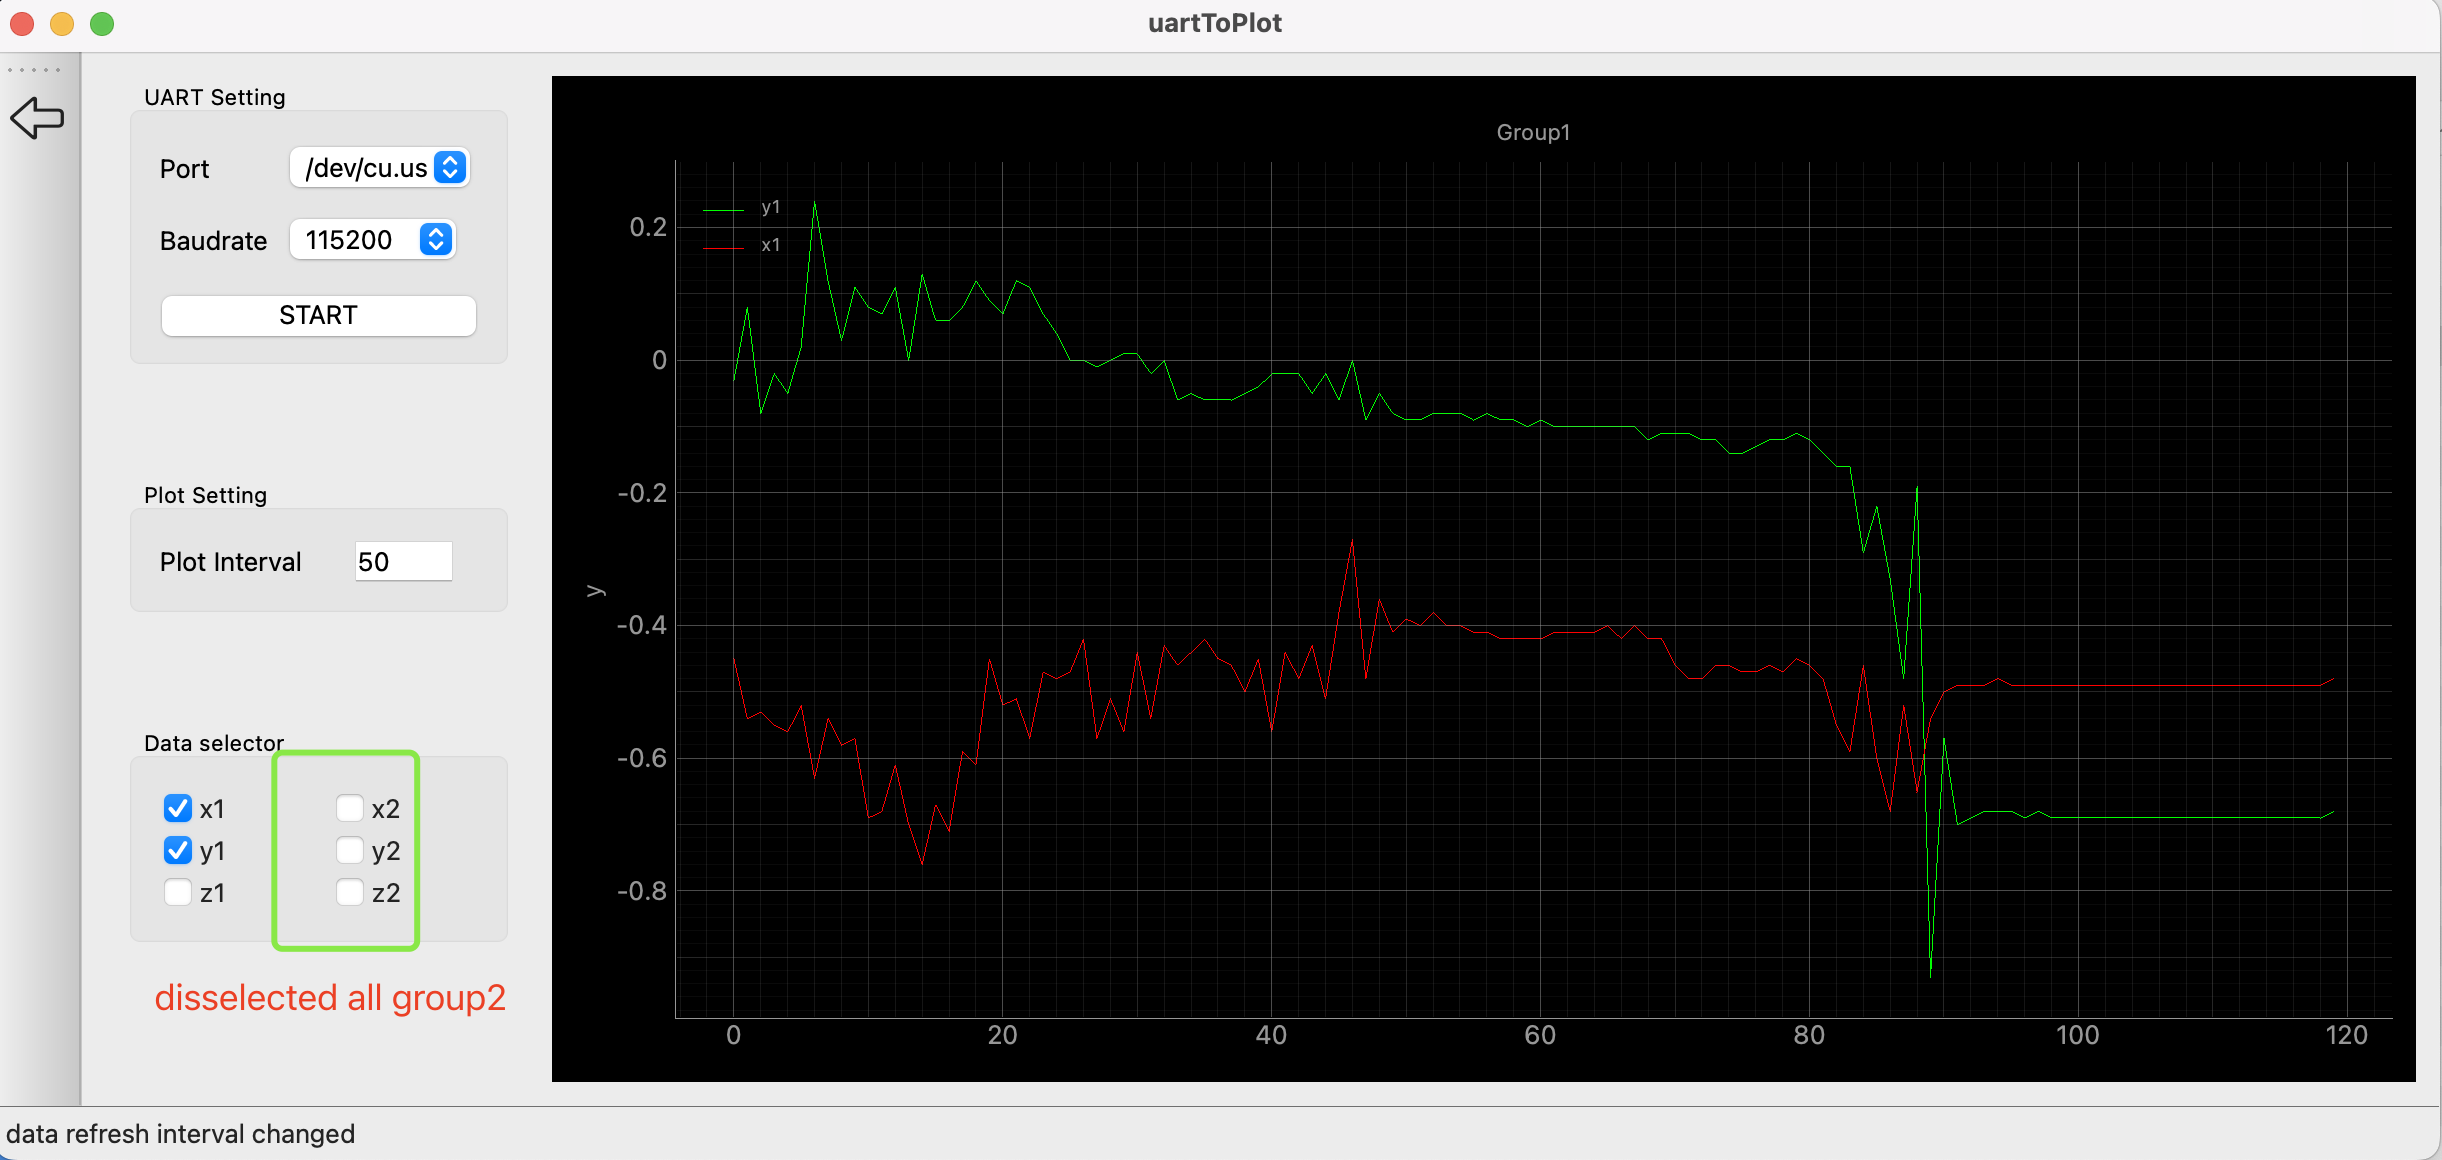 uartToPlot
UART Setting
Port /dev/cu.us
Baudrate 115200
START
Plot Setting
Plot Interval 50
Data selector
x1 x2
y1 y2
z1 z2
disselected all group2
Group1
y1
x1
0.2
0
-0.2
-0.4
-0.6
-0.8
y
0 20 40 60 80 100 120
data refresh interval changed